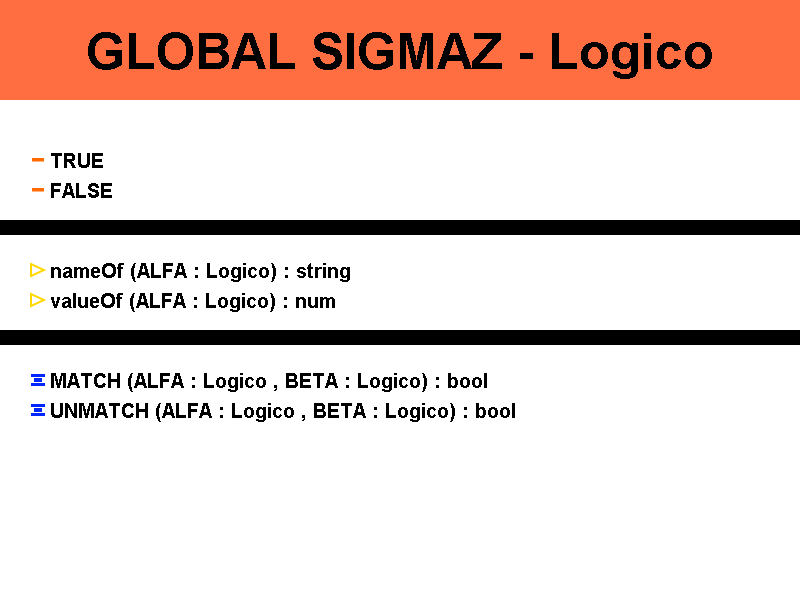 GLOBAL SIGMAZ - Logico
TRUE
FALSE
nameOf (ALFA : Logico) : string
valueOf (ALFA : Logico) : num
MATCH (ALFA : Logico , BETA : Logico) : bool
UNMATCH (ALFA : Logico , BETA : Logico) : bool